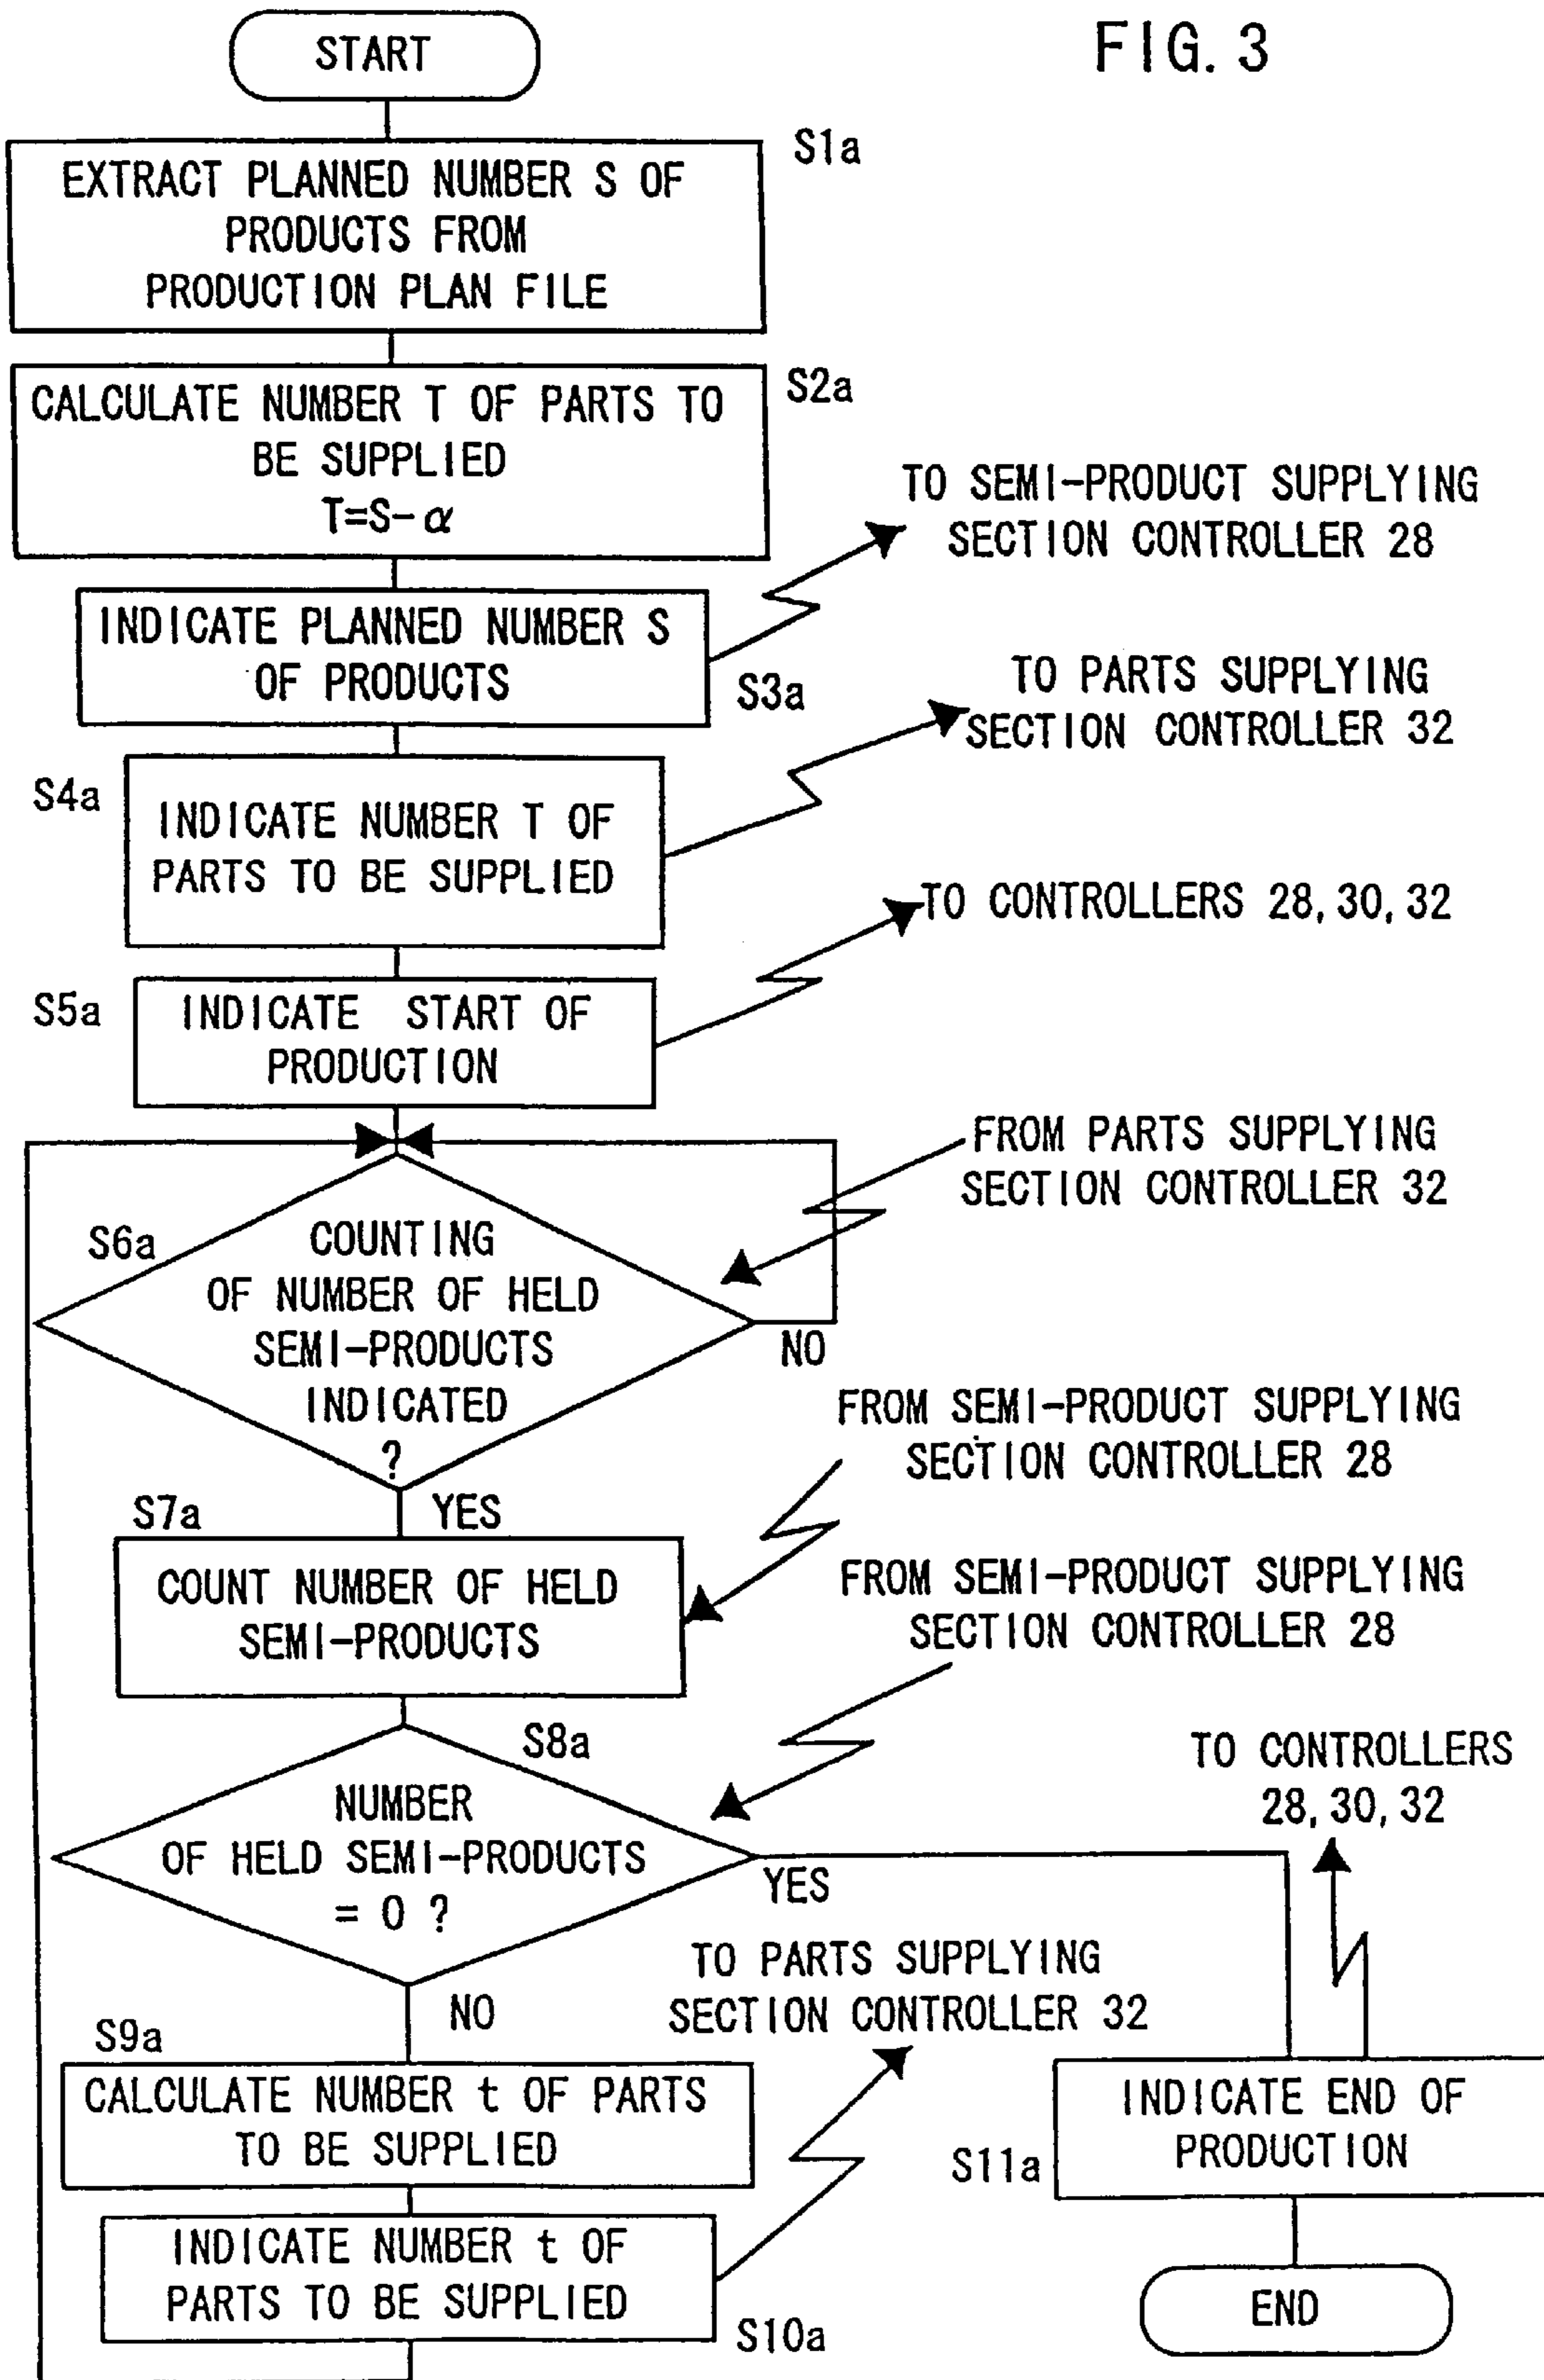 FIG. 3
START
S1a
EXTRACT PLANNED NUMBER S OF
PRODUCTS FROM
PRODUCTION PLAN FILE
S2a
CALCULATE NUMBER T OF PARTS TO
BE SUPPLIED
T=S-α
TO SEMI-PRODUCT SUPPLYING
SECTION CONTROLLER 28
INDICATE PLANNED NUMBER S
OF PRODUCTS
S3a
TO PARTS SUPPLYING
SECTION CONTROLLER 32
S4a
INDICATE NUMBER T OF
PARTS TO BE SUPPLIED
TO CONTROLLERS 28, 30, 32
S5a
INDICATE START OF
PRODUCTION
FROM PARTS SUPPLYING
SECTION CONTROLLER 32
S6a
COUNTING
OF NUMBER OF HELD
SEMI-PRODUCTS
INDICATED
?
NO
FROM SEMI-PRODUCT SUPPLYING
SECTION CONTROLLER 28
YES
S7a
COUNT NUMBER OF HELD
SEMI-PRODUCTS
FROM SEMI-PRODUCT SUPPLYING
SECTION CONTROLLER 28
S8a
NUMBER
OF HELD SEMI-PRODUCTS
= 0 ?
YES
TO CONTROLLERS
28, 30, 32
NO
TO PARTS SUPPLYING
SECTION CONTROLLER 32
S9a
CALCULATE NUMBER t OF PARTS
TO BE SUPPLIED
INDICATE END OF
PRODUCTION
S11a
INDICATE NUMBER t OF
PARTS TO BE SUPPLIED
S10a
END